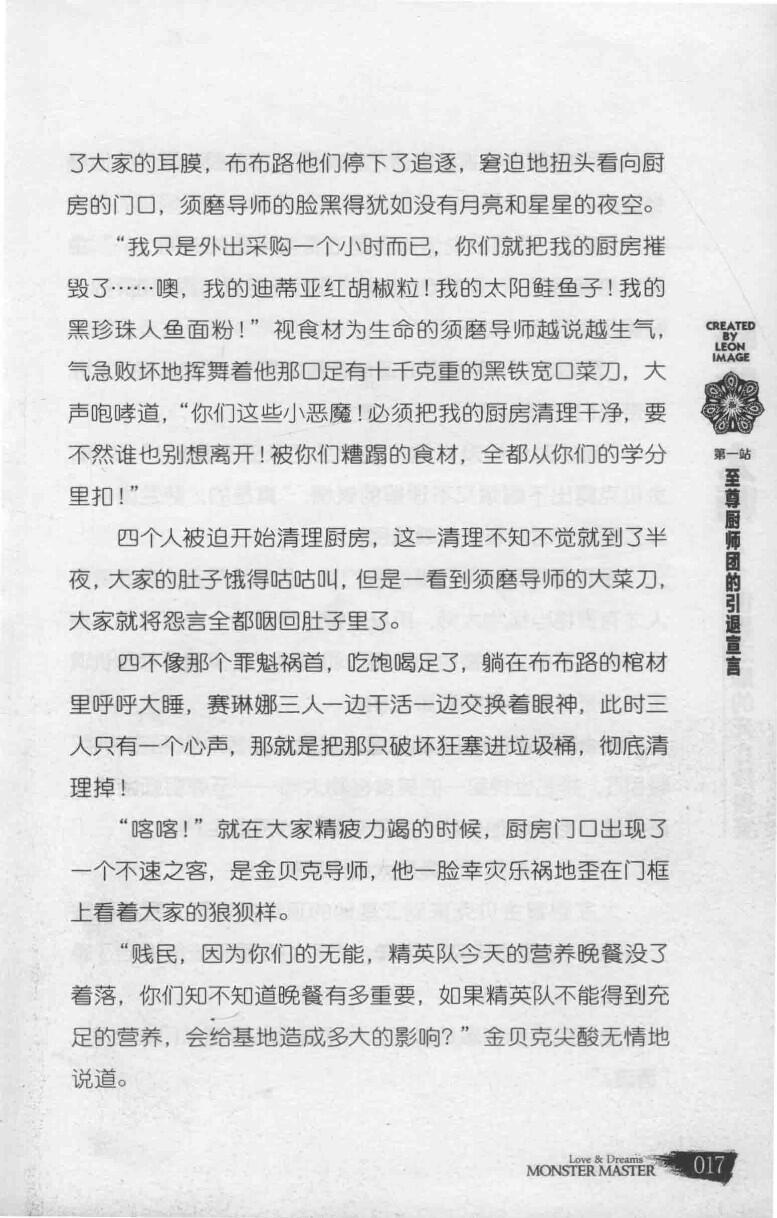 了大家的耳膜，布布路他们停下了追逐，窘迫地扭头看向厨
房的门口，须磨导师的脸黑得犹如没有月亮和星星的夜空。
“我只是外出采购一个小时而已，你们就把我的厨房摧
毁了……噢，我的迪蒂亚红胡椒粒！我的太阳鲑鱼子！我的
黑珍珠人鱼面粉！”视食材为生命的须磨导师越说越生气，
气急败坏地挥舞着他那口足有十千克重的黑铁宽口菜刀，大
声咆哮道，“你们这些小恶魔！必须把我的厨房清理干净，要
不然谁也别想离开！被你们糟蹋的食材，全都从你们的学分
里扣！”
四个人被迫开始清理厨房，这一清理不知不觉就到了半
夜，大家的肚子饿得咕咕叫，但是一看到须磨导师的大菜刀，
大家就将怨言全都咽回肚子里了。
四不像那个罪魁祸首，吃饱喝足了，躺在布布路的棺材
里呼呼大睡，赛琳娜三人一边干活一边交换着眼神，此时三
人只有一个心声，那就是把那只破坏狂塞进垃圾桶，彻底清
理掉！
“喀喀！”就在大家精疲力竭的时候，厨房门口出现了
一个不速之客，是金贝克导师，他一脸幸灾乐祸地歪在门框
上看着大家的狼狈样。
“贱民，因为你们的无能，精英队今天的营养晚餐没了
着落，你们知不知道晚餐有多重要，如果精英队不能得到充
足的营养，会给基地造成多大的影响？”金贝克尖酸无情地
说道。
CREATED
BY
LEON
IMAGE
第一站
至尊厨师团的引退宣言
Love & Dreams
MONSTER MASTER
017